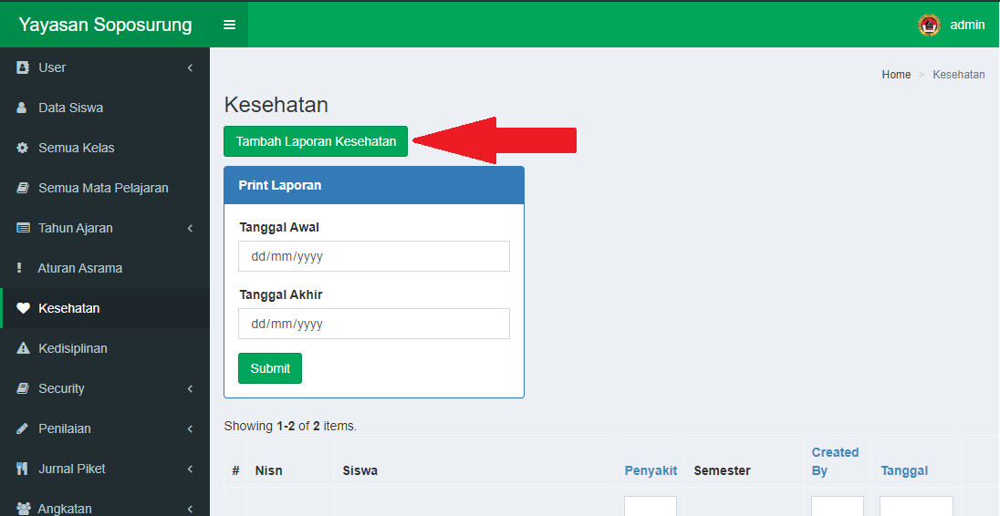 Yayasan Soposurung
admin
User
Data Siswa
Semua Kelas
Semua Mata Pelajaran
Tahun Ajaran
Aturan Asrama
Kesehatan
Kedisiplinan
Security
Penilaian
Jurnal Piket
Angkatan
Home > Kesehatan
Kesehatan
Tambah Laporan Kesehatan
Print Laporan
Tanggal Awal
dd/mm/yyyy
Tanggal Akhir
dd/mm/yyyy
Submit
Showing 1-2 of 2 items.
# Nisn Siswa Penyakit Semester Created By Tanggal